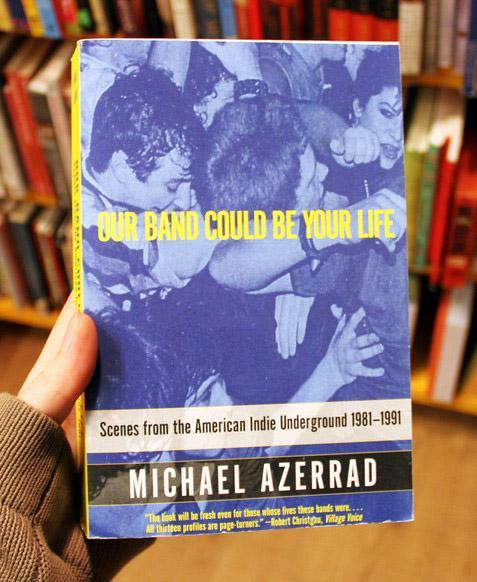 OUR BAND COULD BE YOUR LIFE
Scenes from the American Indie Underground 1981–1991
MICHAEL AZERRAD
"The book will be fresh even for those whose lives these bands were. . . .
All thirteen profiles are page-turners." —Robert Christgau, Village Voice